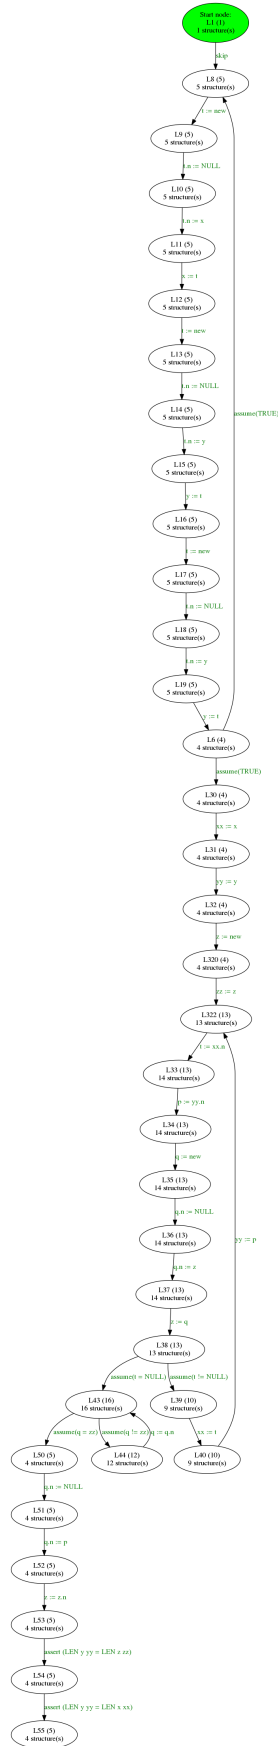 Start node:
L1 (1)
1 structure(s)
skip
L8 (5)
5 structure(s)
t := new
L9 (5)
5 structure(s)
t.n := NULL
L10 (5)
5 structure(s)
t.n := x
L11 (5)
5 structure(s)
x := t
L12 (5)
5 structure(s)
t := new
L13 (5)
5 structure(s)
t.n := NULL
L14 (5)
5 structure(s)
assume(TRUE)
t.n := y
L15 (5)
5 structure(s)
y := t
L16 (5)
5 structure(s)
t := new
L17 (5)
5 structure(s)
t.n := NULL
L18 (5)
5 structure(s)
t.n := y
L19 (5)
5 structure(s)
y := t
L6 (4)
4 structure(s)
assume(TRUE)
L30 (4)
4 structure(s)
xx := x
L31 (4)
4 structure(s)
yy := y
L32 (4)
4 structure(s)
z := new
L320 (4)
4 structure(s)
zz := z
L322 (13)
13 structure(s)
t := xx.n
L33 (13)
14 structure(s)
p := yy.n
L34 (13)
14 structure(s)
q := new
L35 (13)
14 structure(s)
q.n := NULL
L36 (13)
14 structure(s)
yy := p
q.n := z
L37 (13)
14 structure(s)
z := q
L38 (13)
13 structure(s)
assume(t = NULL)
assume(t != NULL)
L43 (16)
16 structure(s)
L39 (10)
9 structure(s)
assume(q = zz)
assume(q != zz)
q := q.n
xx := t
L50 (5)
4 structure(s)
L44 (12)
12 structure(s)
L40 (10)
9 structure(s)
q.n := NULL
L51 (5)
4 structure(s)
q.n := p
L52 (5)
4 structure(s)
z := z.n
L53 (5)
4 structure(s)
assert (LEN y yy = LEN z zz)
L54 (5)
4 structure(s)
assert (LEN y yy = LEN x xx)
L55 (5)
4 structure(s)